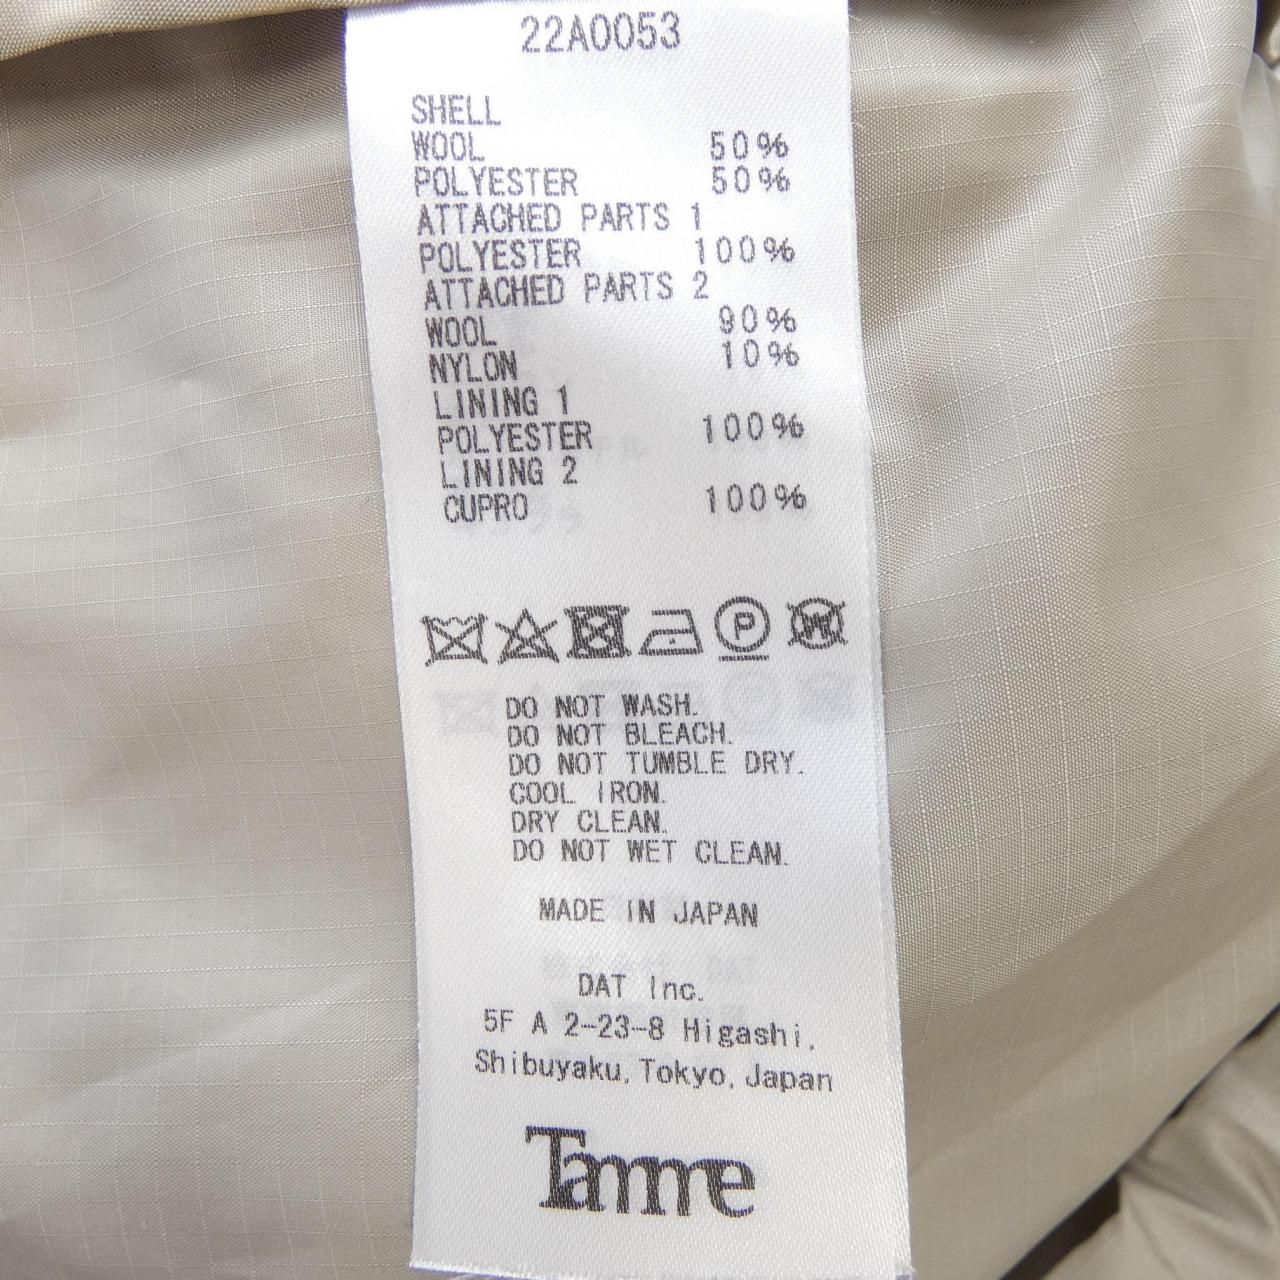 22A0053
SHELL
WOOL 50%
POLYESTER 50%
ATTACHED PARTS 1
POLYESTER 100%
ATTACHED PARTS 2
WOOL 90%
NYLON 10%
LINING 1
POLYESTER 100%
LINING 2
CUPRO 100%
P W
DO NOT WASH.
DO NOT BLEACH.
DO NOT TUMBLE DRY.
COOL IRON.
DRY CLEAN.
DO NOT WET CLEAN.
MADE IN JAPAN
DAT Inc.
5F A 2-23-8 Higashi,
Shibuyaku, Tokyo, Japan
Tamme